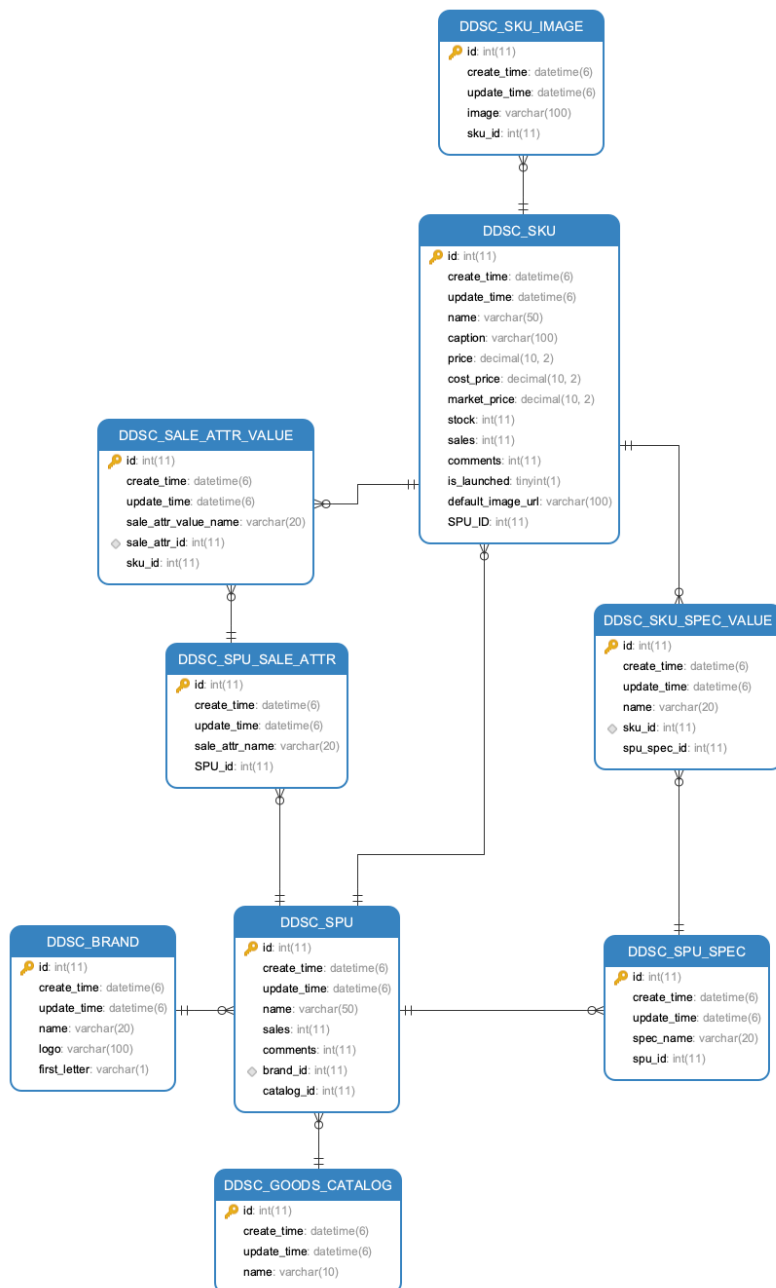 DDSC_SKU_IMAGE
id: int(11)
create_time: datetime(6)
update_time: datetime(6)
image: varchar(100)
sku_id: int(11)
DDSC_SKU
id: int(11)
create_time: datetime(6)
update_time: datetime(6)
name: varchar(50)
caption: varchar(100)
price: decimal(10, 2)
cost_price: decimal(10, 2)
market_price: decimal(10, 2)
stock: int(11)
sales: int(11)
comments: int(11)
is_launched: tinyint(1)
default_image_url: varchar(100)
SPU_ID: int(11)
DDSC_SALE_ATTR_VALUE
id: int(11)
create_time: datetime(6)
update_time: datetime(6)
sale_attr_value_name: varchar(20)
sale_attr_id: int(11)
sku_id: int(11)
DDSC_SKU_SPEC_VALUE
id: int(11)
create_time: datetime(6)
update_time: datetime(6)
name: varchar(20)
sku_id: int(11)
spu_spec_id: int(11)
DDSC_SPU_SALE_ATTR
id: int(11)
create_time: datetime(6)
update_time: datetime(6)
sale_attr_name: varchar(20)
SPU_id: int(11)
DDSC_BRAND
id: int(11)
create_time: datetime(6)
update_time: datetime(6)
name: varchar(20)
logo: varchar(100)
first_letter: varchar(1)
DDSC_SPU
id: int(11)
create_time: datetime(6)
update_time: datetime(6)
name: varchar(50)
sales: int(11)
comments: int(11)
brand_id: int(11)
catalog_id: int(11)
DDSC_SPU_SPEC
id: int(11)
create_time: datetime(6)
update_time: datetime(6)
spec_name: varchar(20)
spu_id: int(11)
DDSC_GOODS_CATALOG
id: int(11)
create_time: datetime(6)
update_time: datetime(6)
name: varchar(10)